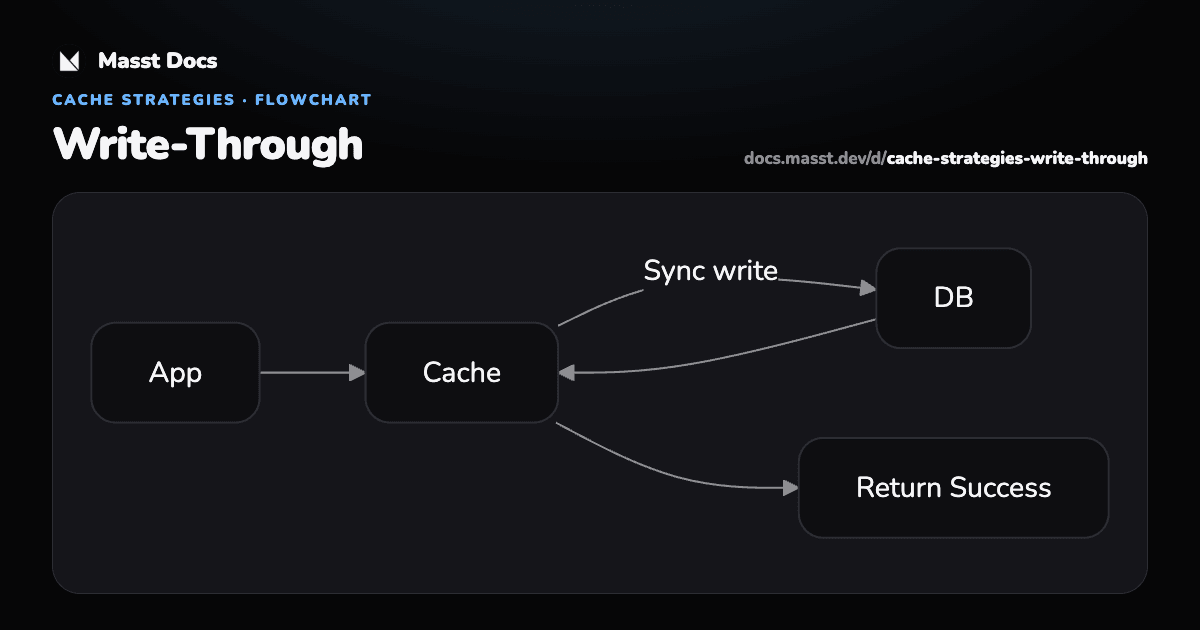 Masst Docs
CACHE STRATEGIES · FLOWCHART
Write-Through
docs.masst.dev/d/cache-strategies-write-through
Sync write
DB
App
Cache
Return Success